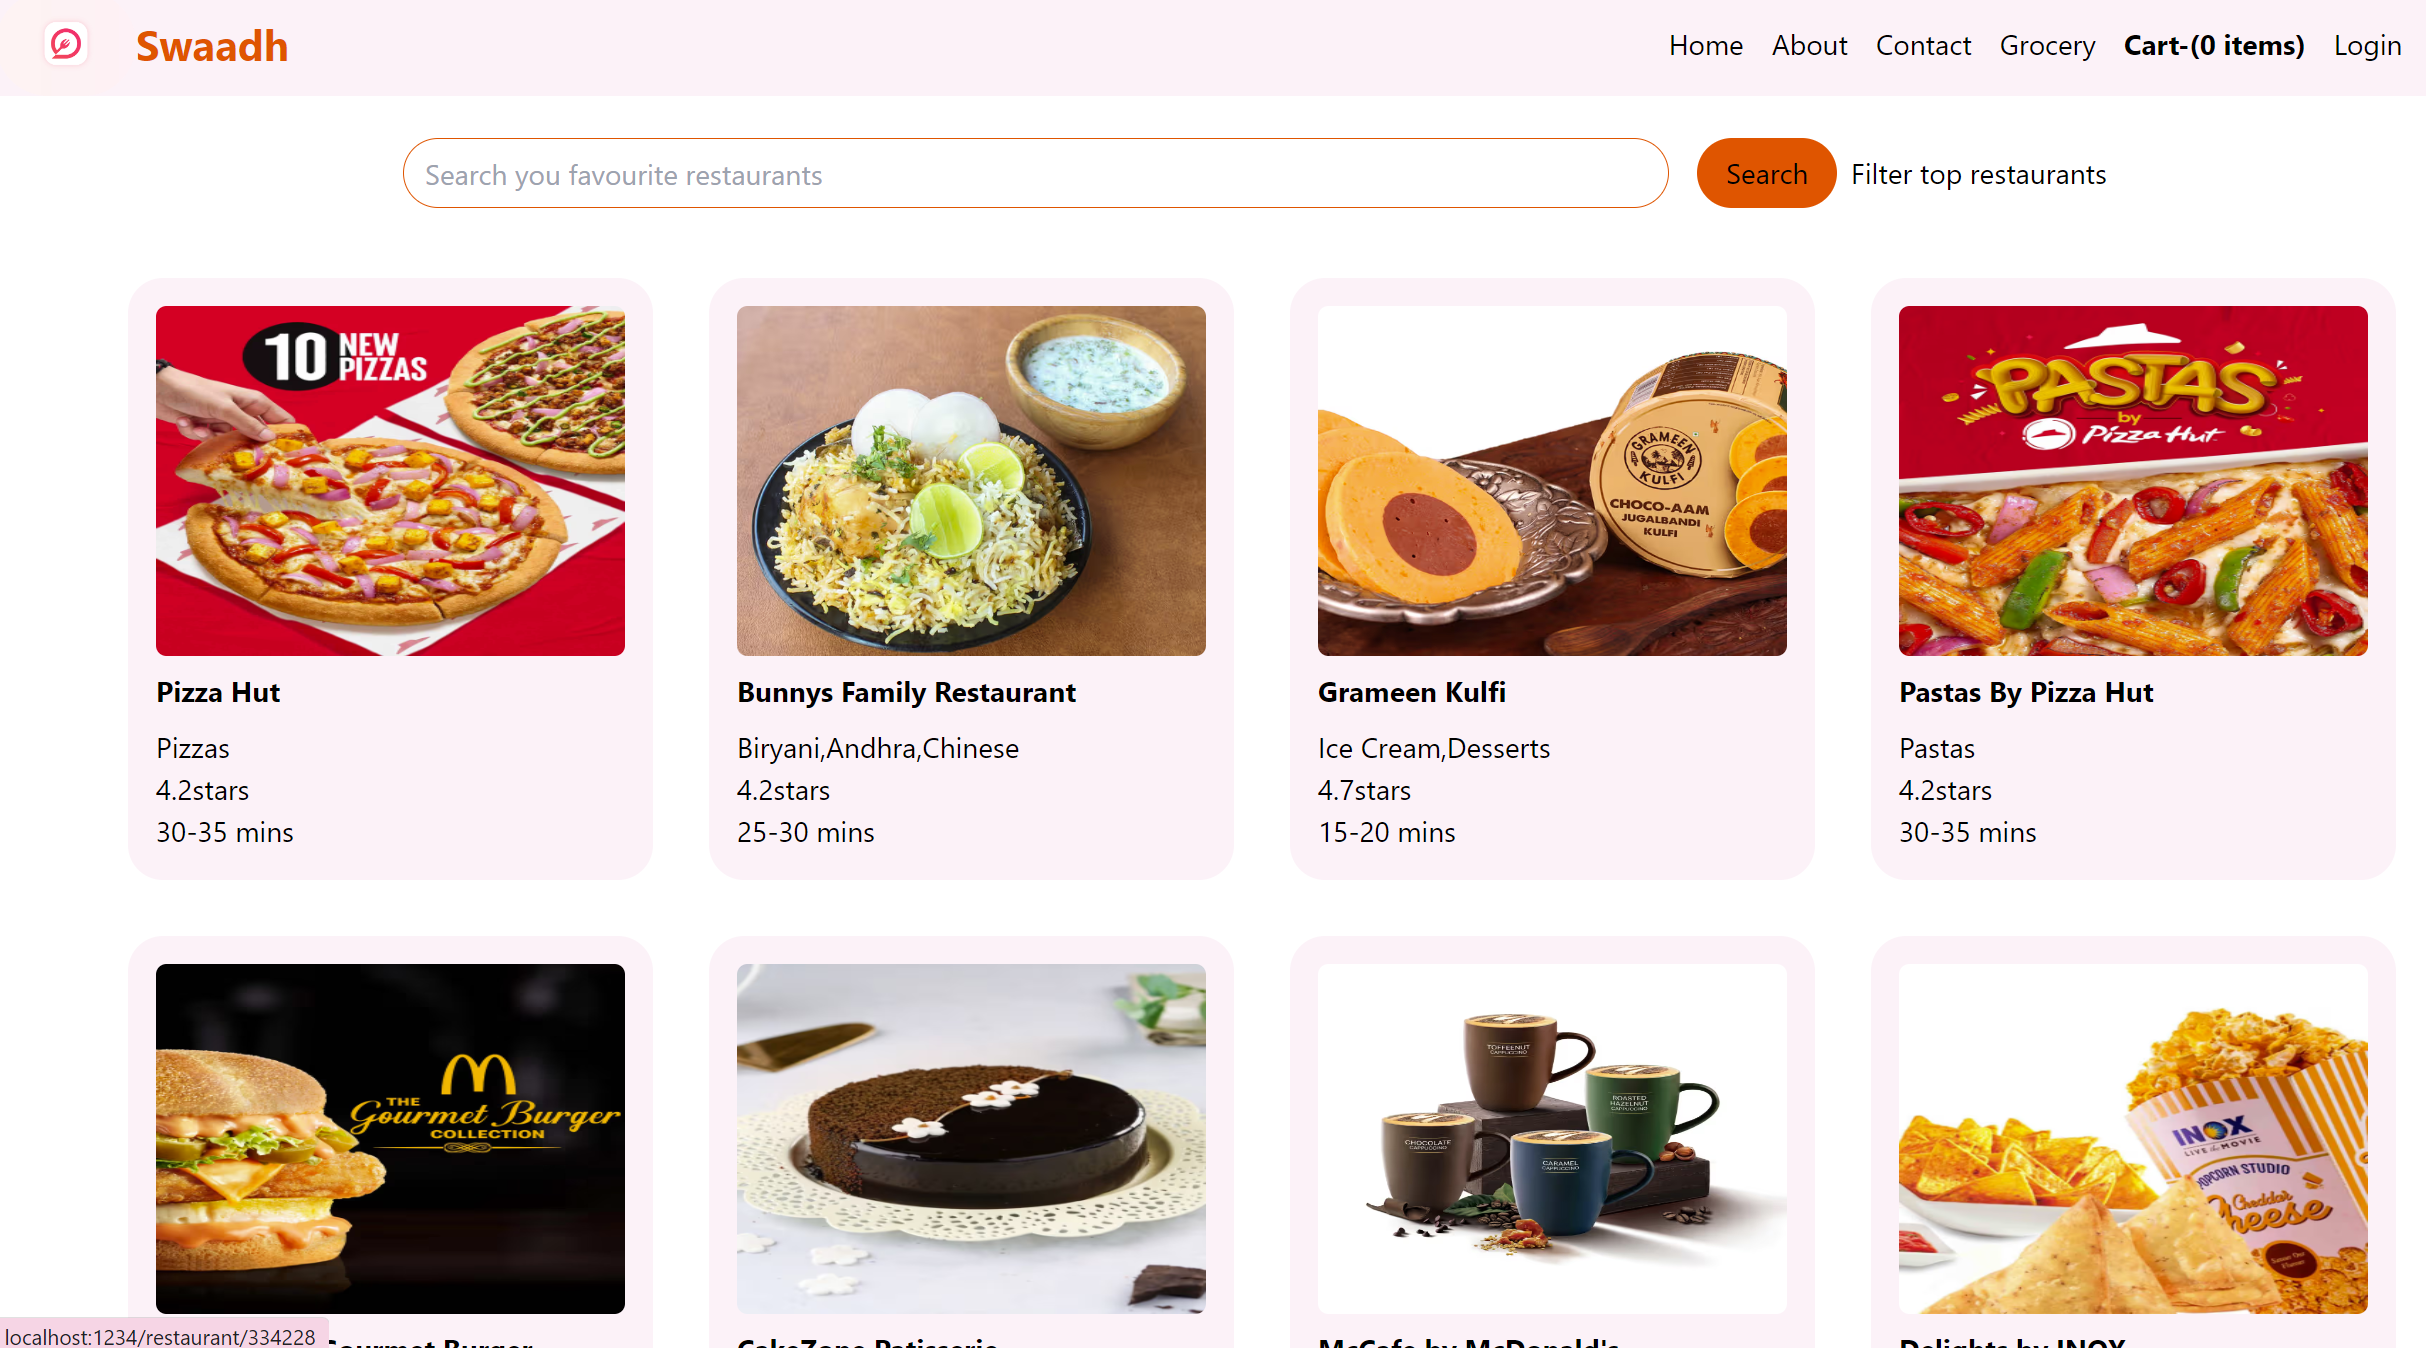 Swaadh
Home About Contact Grocery Cart-(0 items) Login
Search you favourite restaurants
Search
Filter top restaurants
10 NEW
PIZZAS
Pizza Hut
Pizzas
4.2stars
30-35 mins
Bunnys Family Restaurant
Biryani,Andhra,Chinese
4.2stars
25-30 mins
GRAMEEN
KULFI
CHOCO-AAM
JUGALBANDI
KULFI
Grameen Kulfi
Ice Cream,Desserts
4.7stars
15-20 mins
PASTAS
by
Pizza Hut
Pastas By Pizza Hut
Pastas
4.2stars
30-35 mins
THE
Gourmet Burger
COLLECTION
Gourmet Burger
CakeZone Patisserie
TOFFEENUT
CAPPUCCINO
ROASTED
HAZELNUT
CAPPUCCINO
CHOCOLATE
CAPPUCCINO
CARAMEL
CAPPUCCINO
McCafe by McDonald's
INOX
LIVE the MOVIE
POPCORN STUDIO
Cheddar
Cheese
Delights by INOX
localhost:1234/restaurant/334228